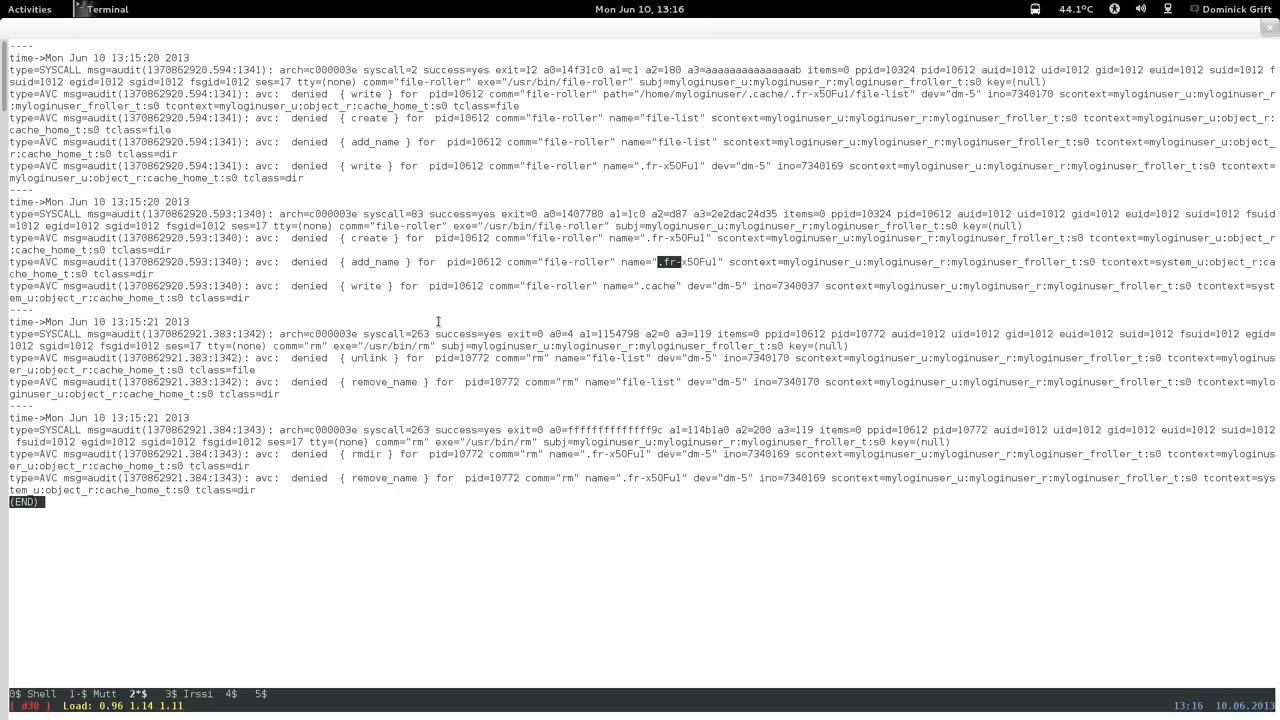 Activities Terminal Mon Jun 10, 13:16 44.1°C Dominick Grift
----
time->Mon Jun 10 13:15:20 2013
type=SYSCALL msg=audit(1370862920.594:1341): arch=c000003e syscall=2 success=yes exit=12 a0=14f31c0 a1=c1 a2=180 a3=aaaaaaaaaaaaaaab items=0 ppid=10324 pid=10612 auid=1012 uid=1012 gid=1012 euid=1012 suid=1012 f
suid=1012 egid=1012 sgid=1012 fsgid=1012 ses=17 tty=(none) comm="file-roller" exe="/usr/bin/file-roller" subj=myloginuser_u:myloginuser_r:myloginuser_froller_t:s0 key=(null)
type=AVC msg=audit(1370862920.594:1341): avc:  denied  { write } for  pid=10612 comm="file-roller" path="/home/myloginuser/.cache/.fr-x5OFu1/file-list" dev="dm-5" ino=7340170 scontext=myloginuser_u:myloginuser_r
:myloginuser_froller_t:s0 tcontext=myloginuser_u:object_r:cache_home_t:s0 tclass=file
type=AVC msg=audit(1370862920.594:1341): avc:  denied  { create } for  pid=10612 comm="file-roller" name="file-list" scontext=myloginuser_u:myloginuser_r:myloginuser_froller_t:s0 tcontext=myloginuser_u:object_r:
cache_home_t:s0 tclass=file
type=AVC msg=audit(1370862920.594:1341): avc:  denied  { add_name } for  pid=10612 comm="file-roller" name="file-list" scontext=myloginuser_u:myloginuser_r:myloginuser_froller_t:s0 tcontext=myloginuser_u:object_
r:cache_home_t:s0 tclass=dir
type=AVC msg=audit(1370862920.594:1341): avc:  denied  { write } for  pid=10612 comm="file-roller" name=".fr-x5OFu1" dev="dm-5" ino=7340169 scontext=myloginuser_u:myloginuser_r:myloginuser_froller_t:s0 tcontext=
myloginuser_u:object_r:cache_home_t:s0 tclass=dir
----
time->Mon Jun 10 13:15:20 2013
type=SYSCALL msg=audit(1370862920.593:1340): arch=c000003e syscall=83 success=yes exit=0 a0=1407780 a1=1c0 a2=d87 a3=2e2dac24d35 items=0 ppid=10324 pid=10612 auid=1012 uid=1012 gid=1012 euid=1012 suid=1012 fsuid
=1012 egid=1012 sgid=1012 fsgid=1012 ses=17 tty=(none) comm="file-roller" exe="/usr/bin/file-roller" subj=myloginuser_u:myloginuser_r:myloginuser_froller_t:s0 key=(null)
type=AVC msg=audit(1370862920.593:1340): avc:  denied  { create } for  pid=10612 comm="file-roller" name=".fr-x5OFu1" scontext=myloginuser_u:myloginuser_r:myloginuser_froller_t:s0 tcontext=myloginuser_u:object_r
:cache_home_t:s0 tclass=dir
type=AVC msg=audit(1370862920.593:1340): avc:  denied  { add_name } for  pid=10612 comm="file-roller" name=".fr-x5OFu1" scontext=myloginuser_u:myloginuser_r:myloginuser_froller_t:s0 tcontext=system_u:object_r:ca
che_home_t:s0 tclass=dir
type=AVC msg=audit(1370862920.593:1340): avc:  denied  { write } for  pid=10612 comm="file-roller" name=".cache" dev="dm-5" ino=7340037 scontext=myloginuser_u:myloginuser_r:myloginuser_froller_t:s0 tcontext=syst
em_u:object_r:cache_home_t:s0 tclass=dir
----
time->Mon Jun 10 13:15:21 2013
type=SYSCALL msg=audit(1370862921.383:1342): arch=c000003e syscall=263 success=yes exit=0 a0=4 a1=1154798 a2=0 a3=119 items=0 ppid=10612 pid=10772 auid=1012 uid=1012 gid=1012 euid=1012 suid=1012 fsuid=1012 egid=
1012 sgid=1012 fsgid=1012 ses=17 tty=(none) comm="rm" exe="/usr/bin/rm" subj=myloginuser_u:myloginuser_r:myloginuser_froller_t:s0 key=(null)
type=AVC msg=audit(1370862921.383:1342): avc:  denied  { unlink } for  pid=10772 comm="rm" name="file-list" dev="dm-5" ino=7340170 scontext=myloginuser_u:myloginuser_r:myloginuser_froller_t:s0 tcontext=myloginus
er_u:object_r:cache_home_t:s0 tclass=file
type=AVC msg=audit(1370862921.383:1342): avc:  denied  { remove_name } for  pid=10772 comm="rm" name="file-list" dev="dm-5" ino=7340170 scontext=myloginuser_u:myloginuser_r:myloginuser_froller_t:s0 tcontext=mylo
ginuser_u:object_r:cache_home_t:s0 tclass=dir
----
time->Mon Jun 10 13:15:21 2013
type=SYSCALL msg=audit(1370862921.384:1343): arch=c000003e syscall=263 success=yes exit=0 a0=ffffffffffffff9c a1=114b1a0 a2=200 a3=119 items=0 ppid=10612 pid=10772 auid=1012 uid=1012 gid=1012 euid=1012 suid=1012
 fsuid=1012 egid=1012 sgid=1012 fsgid=1012 ses=17 tty=(none) comm="rm" exe="/usr/bin/rm" subj=myloginuser_u:myloginuser_r:myloginuser_froller_t:s0 key=(null)
type=AVC msg=audit(1370862921.384:1343): avc:  denied  { rmdir } for  pid=10772 comm="rm" name=".fr-x5OFu1" dev="dm-5" ino=7340169 scontext=myloginuser_u:myloginuser_r:myloginuser_froller_t:s0 tcontext=myloginus
er_u:object_r:cache_home_t:s0 tclass=dir
type=AVC msg=audit(1370862921.384:1343): avc:  denied  { remove_name } for  pid=10772 comm="rm" name=".fr-x5OFu1" dev="dm-5" ino=7340169 scontext=myloginuser_u:myloginuser_r:myloginuser_froller_t:s0 tcontext=sys
tem_u:object_r:cache_home_t:s0 tclass=dir
(END)
0$ Shell  1-$ Mutt  2*$  3$ Irssi  4$  5$
[ d30 ]  Load: 0.96 1.14 1.11 13:16 10.06.2013